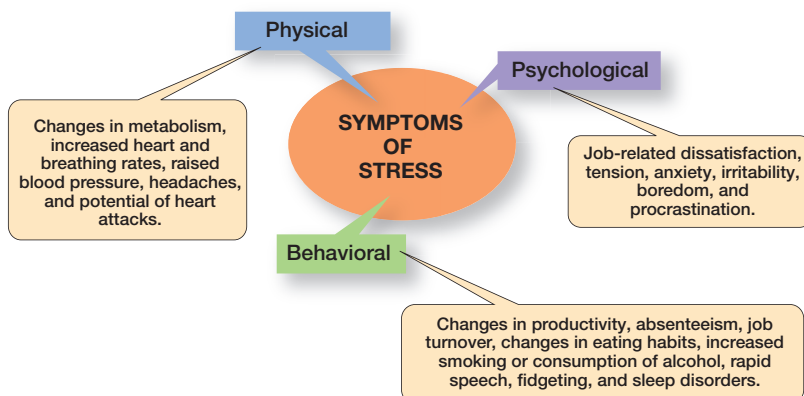 Physical
Psychological
SYMPTOMS
OF
STRESS
Changes in metabolism,
increased heart and
breathing rates, raised
blood pressure, headaches,
and potential of heart
attacks.
Job-related dissatisfaction,
tension, anxiety, irritability,
boredom, and
procrastination.
Behavioral
Changes in productivity, absenteeism, job
turnover, changes in eating habits, increased
smoking or consumption of alcohol, rapid
speech, fidgeting, and sleep disorders.